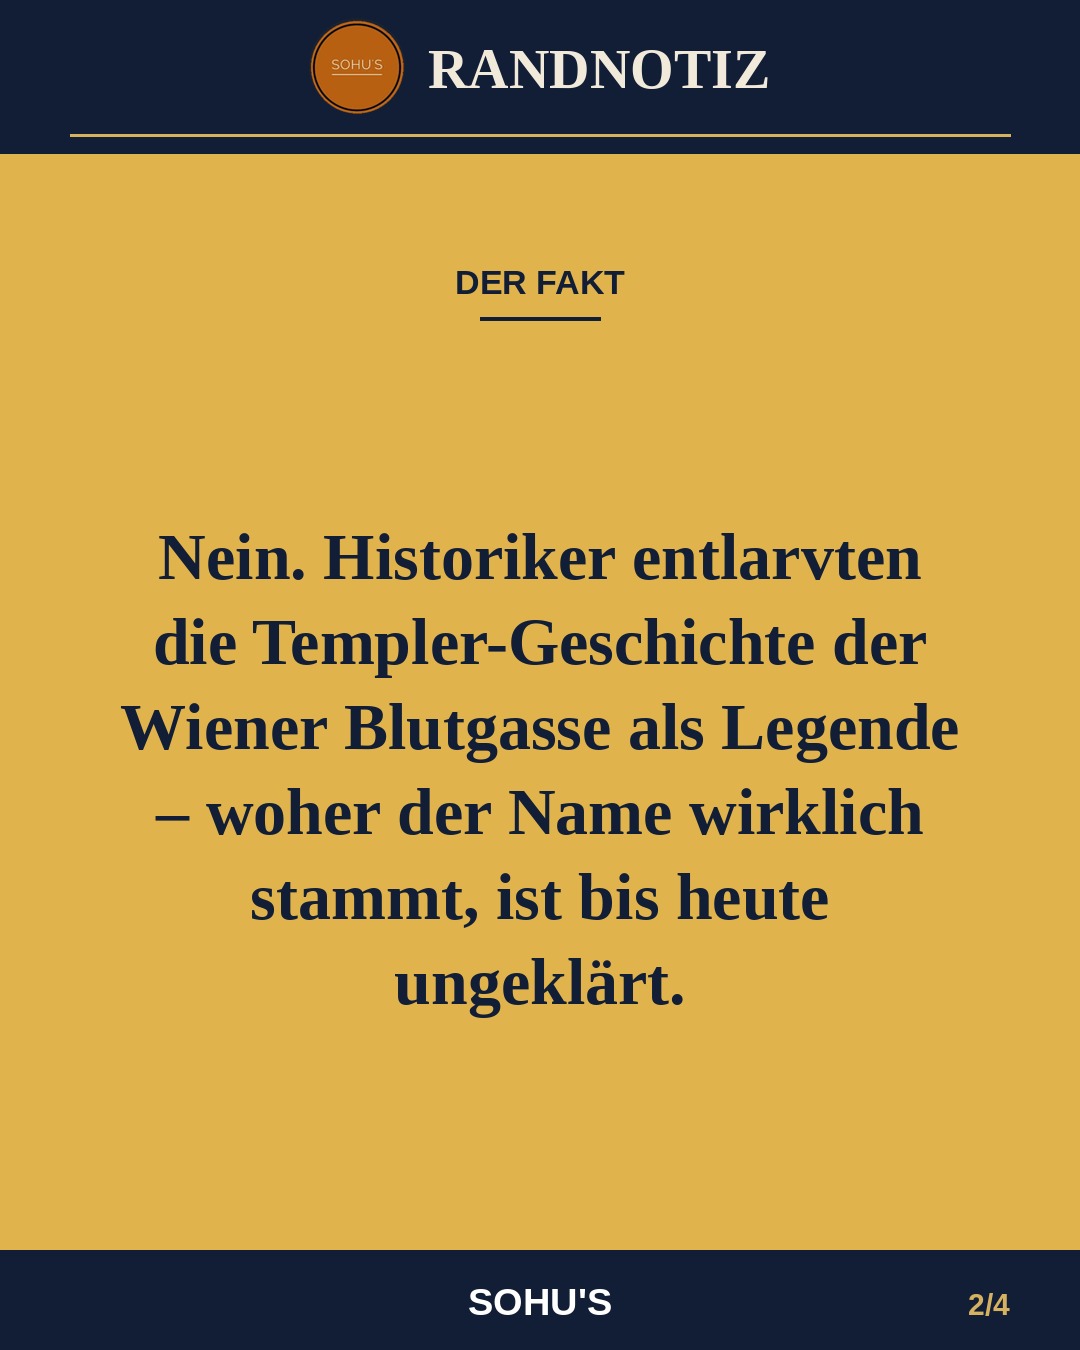 SOHU'S
RANDNOTIZ
DER FAKT
Nein. Historiker entlarvten
die Templer-Geschichte der
Wiener Blutgasse als Legende
– woher der Name wirklich
stammt, ist bis heute
ungeklärt.
SOHU'S
2/4